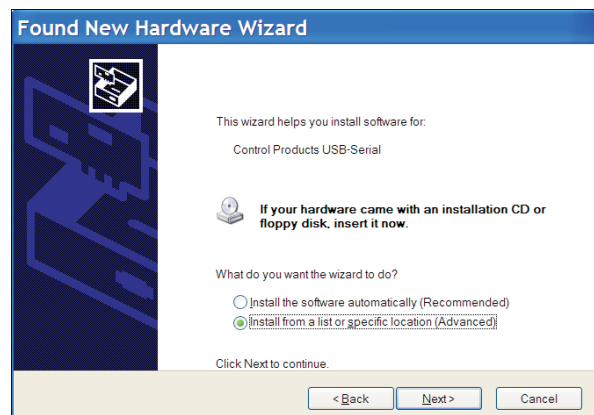 Found New Hardware Wizard
This wizard helps you install software for:
Control Products USB-Serial
If your hardware came with an installation CD or
floppy disk, insert it now.
What do you want the wizard to do?
Install the software automatically (Recommended)
Install from a list or specific location (Advanced)
Click Next to continue.
< Back Next > Cancel